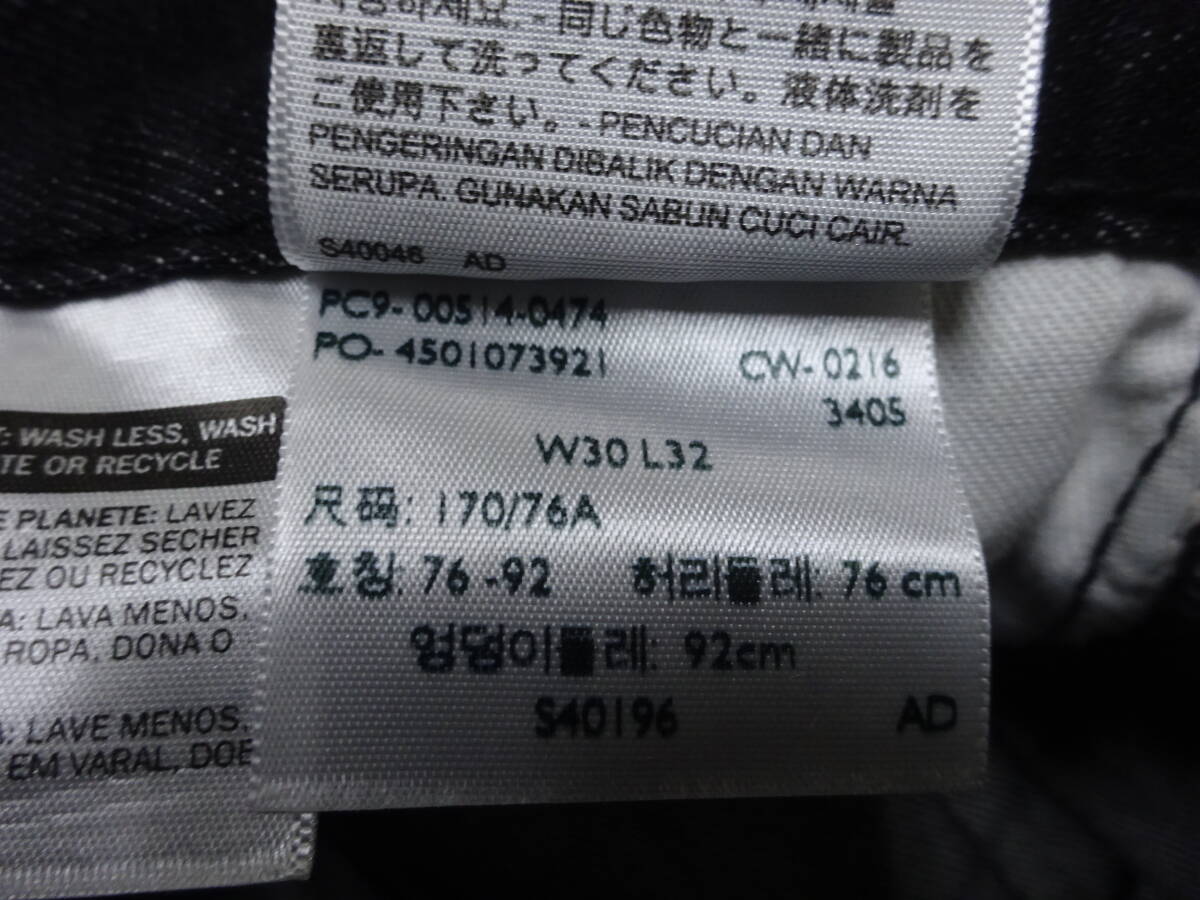 - 同じ色物と一緒に製品を
裏返して洗ってください。液体洗剤を
ご使用下さい。- PENCUCIAN DAN
PENGERINGAN DIBALIK DENGAN WARNA
SERUPA. GUNAKAN SABUN CUCI CAIR.
S40046 AD
PC9-00514-0474
PO-4501073921 CW-0216
3405
W30 L32
尺码: 170/76A
호칭: 76-92 허리둘레: 76 cm
엉덩이둘레: 92cm
S40196 AD
: WASH LESS, WASH
TE OR RECYCLE
E PLANETE: LAVEZ
LAISSEZ SECHER
EZ OU RECYCLEZ
A: LAVA MENOS,
ROPA, DONA O
: LAVE MENOS,
EM VARAL, DOE